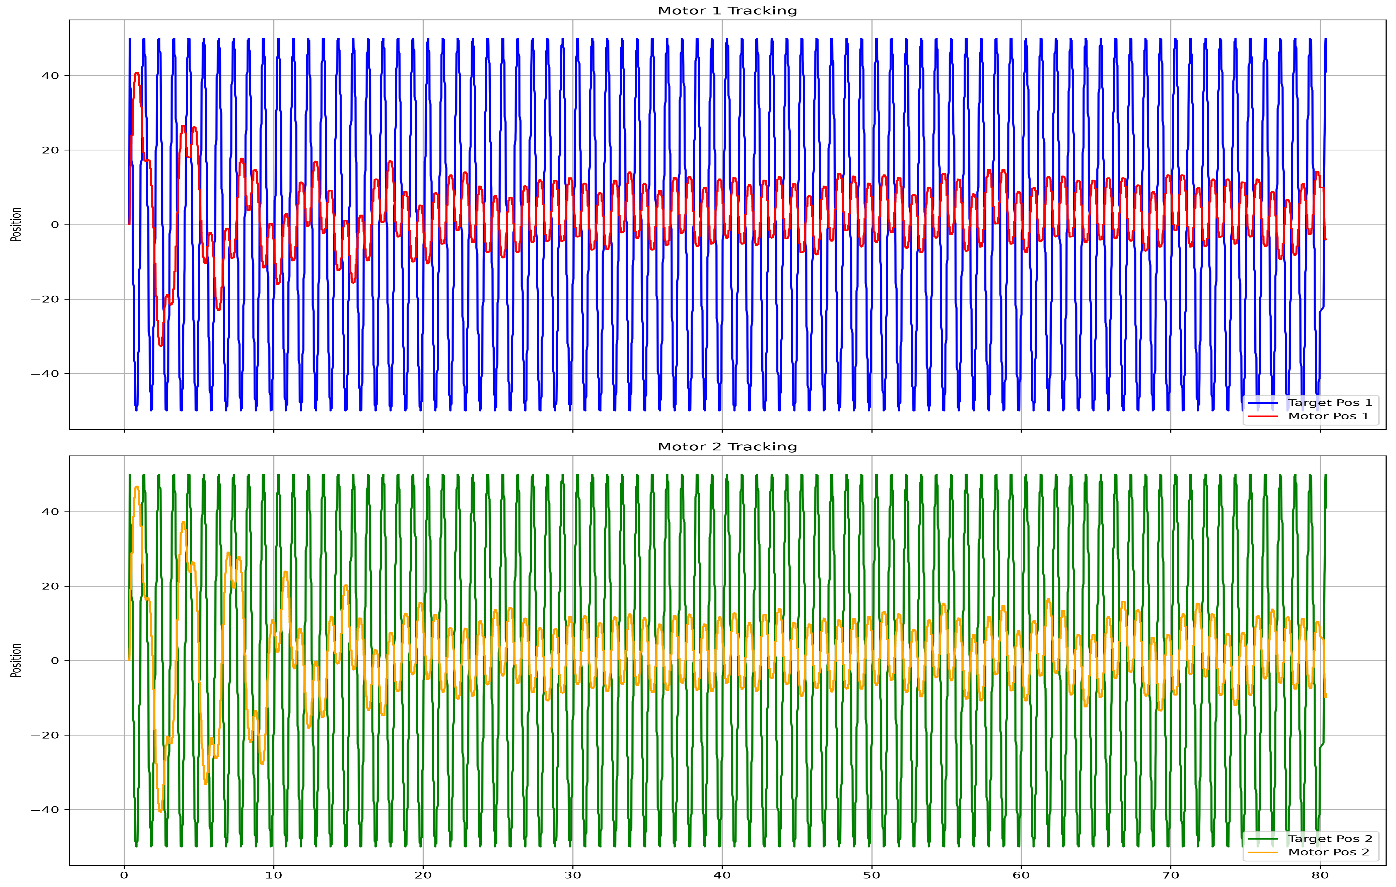 Motor 1 Tracking
40
20
0
−20
−40
Position
Target Pos 1
Motor Pos 1
Motor 2 Tracking
40
20
0
−20
−40
Position
Target Pos 2
Motor Pos 2
0 10 20 30 40 50 60 70 80